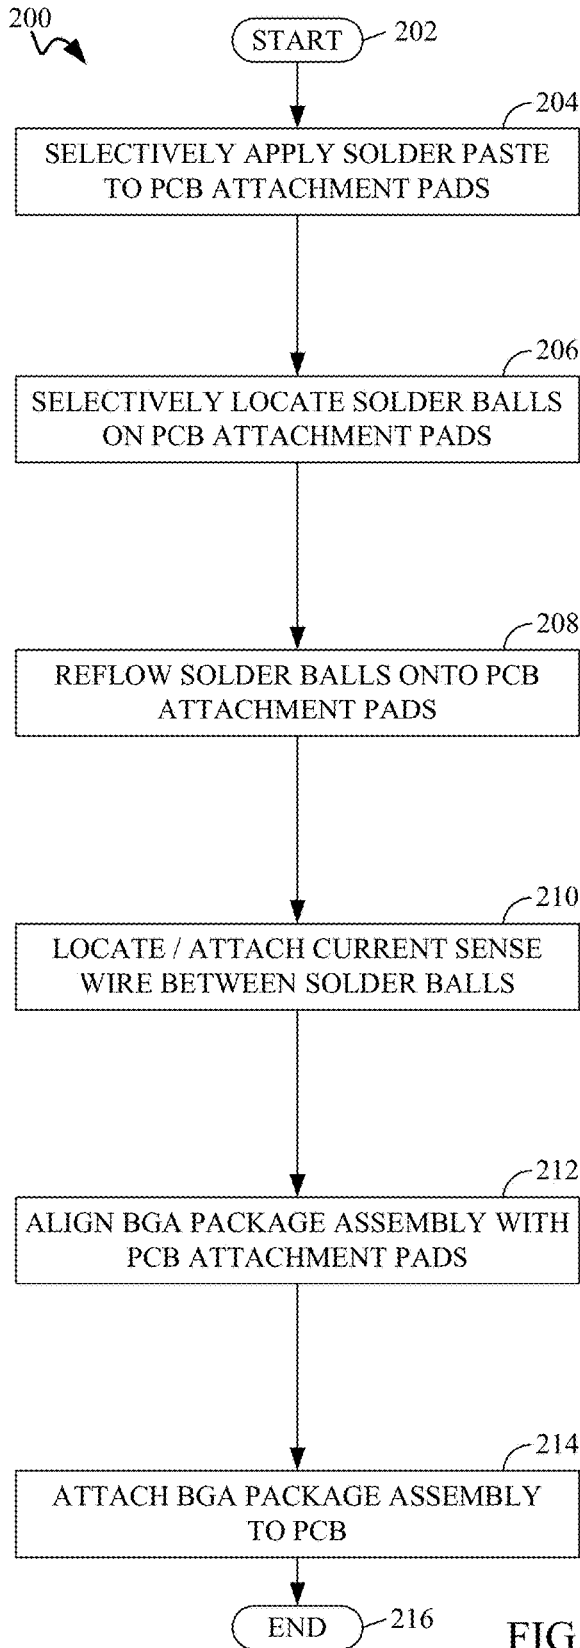 200
START
202
204
SELECTIVELY APPLY SOLDER PASTE
TO PCB ATTACHMENT PADS
206
SELECTIVELY LOCATE SOLDER BALLS
ON PCB ATTACHMENT PADS
208
REFLOW SOLDER BALLS ONTO PCB
ATTACHMENT PADS
210
LOCATE / ATTACH CURRENT SENSE
WIRE BETWEEN SOLDER BALLS
212
ALIGN BGA PACKAGE ASSEMBLY WITH
PCB ATTACHMENT PADS
214
ATTACH BGA PACKAGE ASSEMBLY
TO PCB
END
216
FIG